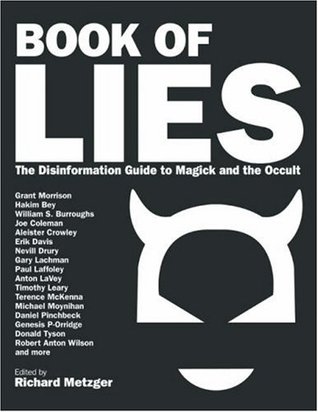 BOOK OF
LIES
The Disinformation Guide to Magick and the Occult
Grant Morrison
Hakim Bey
William S. Burroughs
Joe Coleman
Aleister Crowley
Erik Davis
Nevill Drury
Gary Lachman
Paul Laffoley
Anton LaVey
Timothy Leary
Terence McKenna
Michael Moynihan
Daniel Pinchbeck
Genesis P-Orridge
Donald Tyson
Robert Anton Wilson
and more
Edited by
Richard Metzger